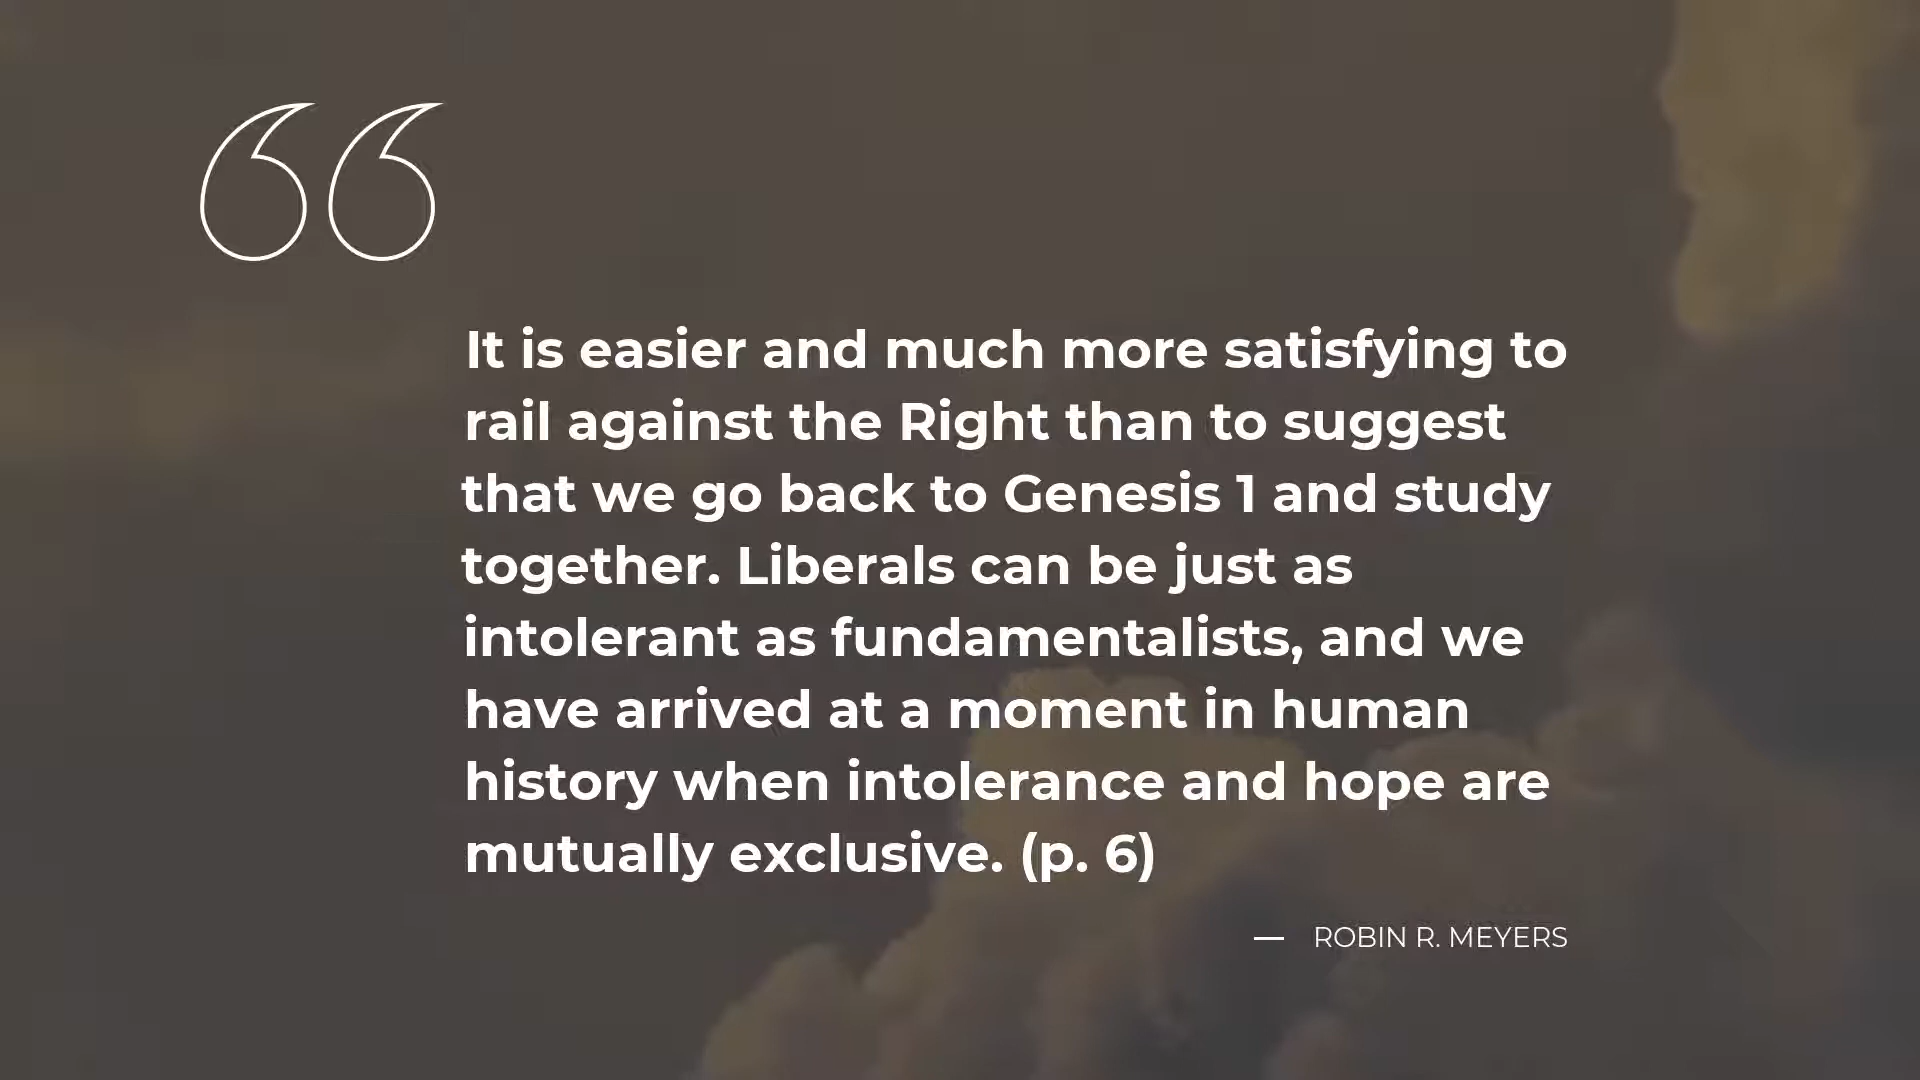 “
It is easier and much more satisfying to
rail against the Right than to suggest
that we go back to Genesis 1 and study
together. Liberals can be just as
intolerant as fundamentalists, and we
have arrived at a moment in human
history when intolerance and hope are
mutually exclusive. (p. 6)
— ROBIN R. MEYERS